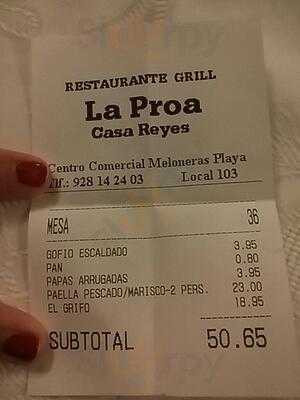 RESTAURANTE GRILL
La Proa
Casa Reyes
Centro Comercial Meloneras Playa
Tlf.: 928 14 24 03 Local 103
MESA 36
GOFIO ESCALDADO 3.95
PAN 0.80
PAPAS ARRUGADAS 3.95
PAELLA PESCADO/MARISCO-2 PERS. 23.00
EL GRIFO 18.95
SUBTOTAL 50.65